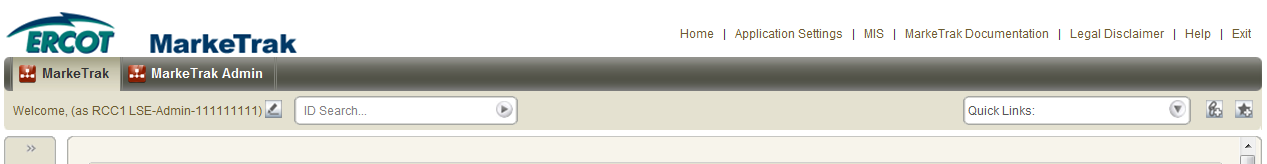 ERCOT MarkeTrak
Home | Application Settings | MIS | MarkeTrak Documentation | Legal Disclaimer | Help | Exit
MarkeTrak MarkeTrak Admin
Welcome, (as RCC1 LSE-Admin-111111111) ID Search... Quick Links:
»